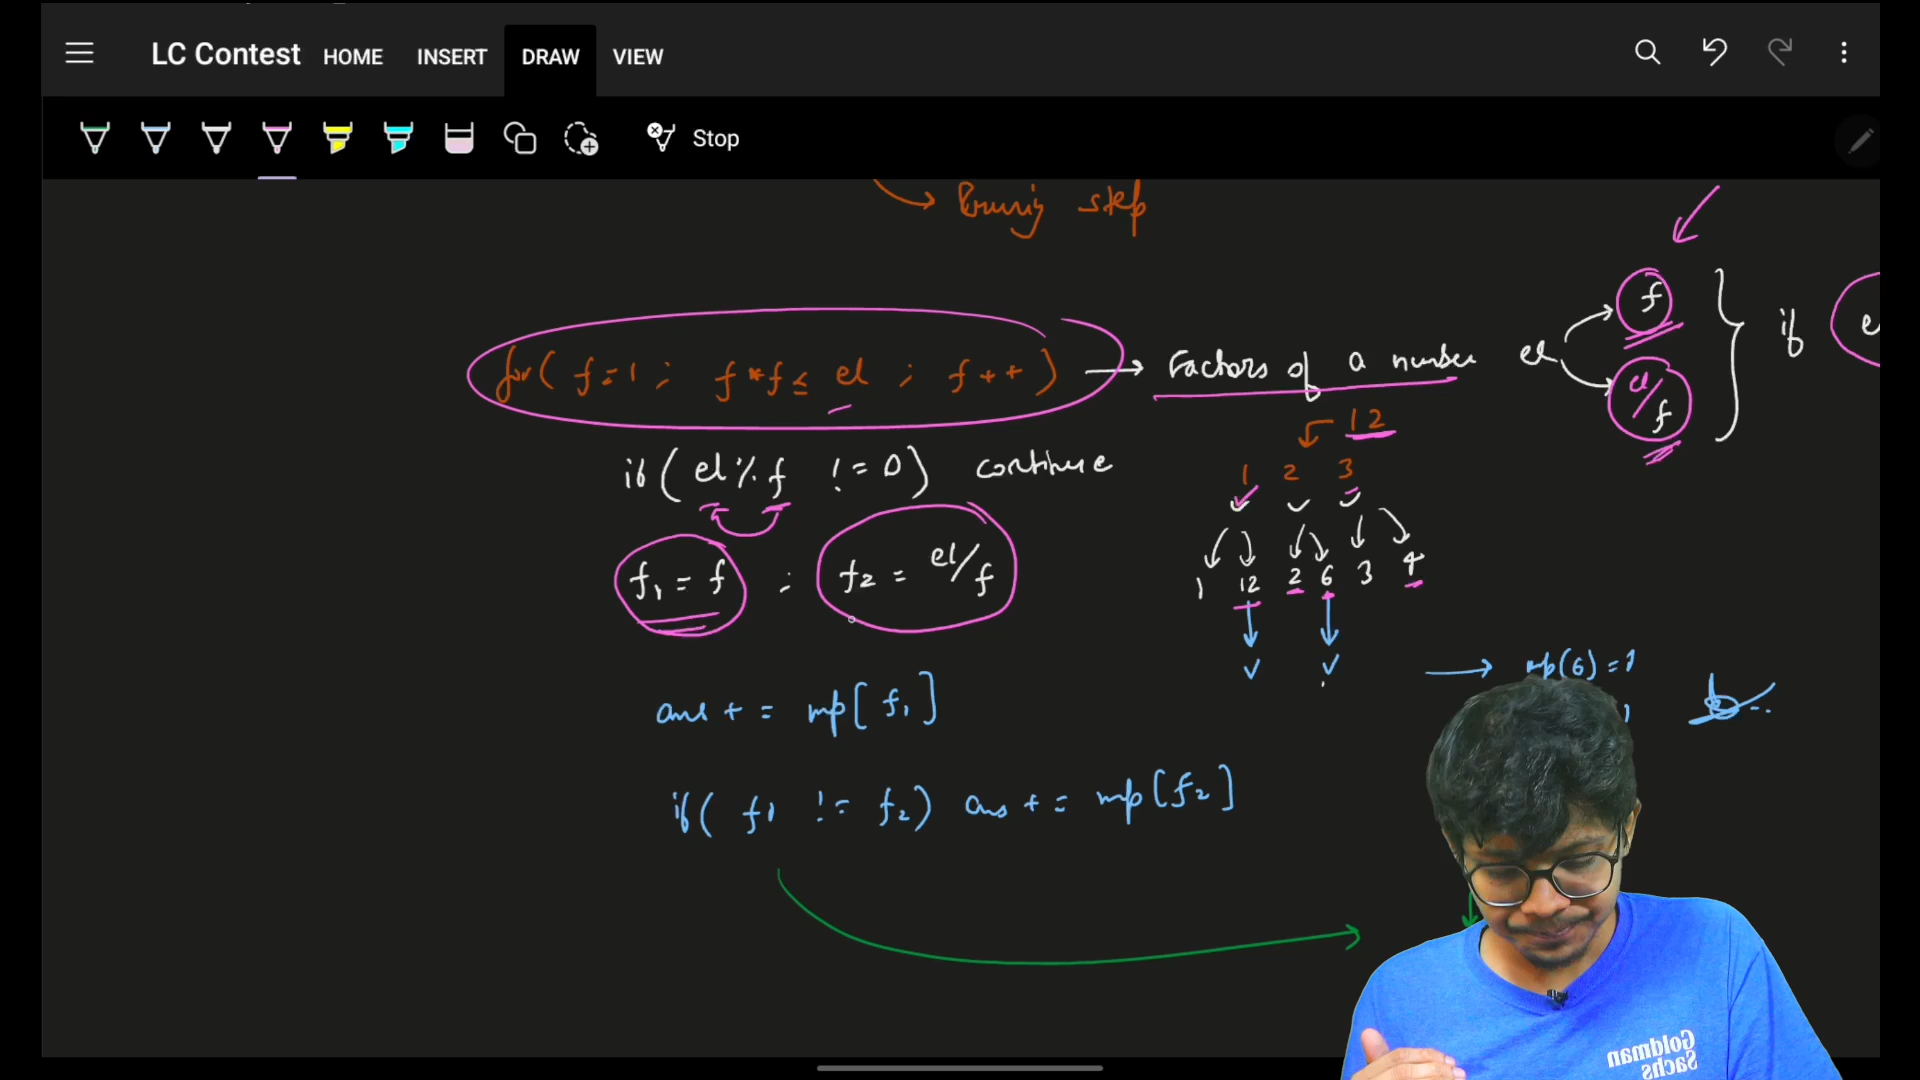 LC Contest HOME INSERT DRAW VIEW
Stop
step
f
for( f=1 ; f*f≤ el ; f++ ) → Factors of a number el if
el/f
12
if( el%f != 0) continue
1 2 3
f1 = f ; f2 = el/f
1 12 2 6 3 4
mp(6) = 1
ans += mp[f1]
if( f1 != f2) ans += mp[f2]
Goldman
Sachs